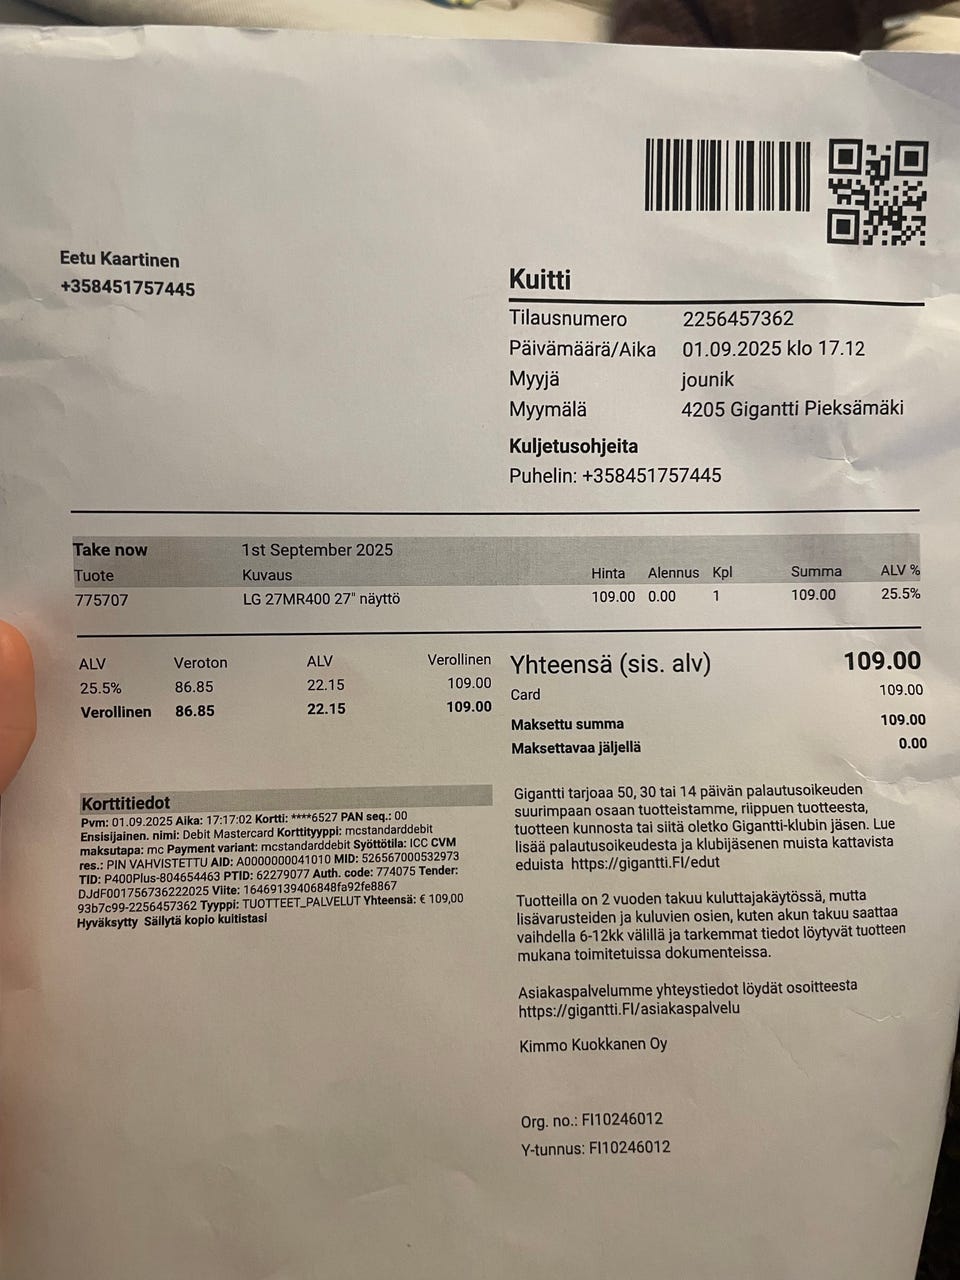 Eetu Kaartinen
+358451757445
Kuitti
Tilausnumero 2256457362
Päivämäärä/Aika 01.09.2025 klo 17.12
Myyjä jounik
Myymälä 4205 Gigantti Pieksämäki
Kuljetusohjeita
Puhelin: +358451757445
Take now 1st September 2025
Tuote Kuvaus Hinta Alennus Kpl Summa ALV %
775707 LG 27MR400 27" näyttö 109.00 0.00 1 109.00 25.5%
ALV Veroton ALV Verollinen
25.5% 86.85 22.15 109.00
Verollinen 86.85 22.15 109.00
Yhteensä (sis. alv) 109.00
Card 109.00
Maksettu summa 109.00
Maksettavaa jäljellä 0.00
Korttitiedot
Pvm: 01.09.2025 Aika: 17:17:02 Kortti: ****6527 PAN seq.: 00
Ensisijainen. nimi: Debit Mastercard Korttityyppi: mcstandarddebit
maksutapa: mc Payment variant: mcstandarddebit Syöttötila: ICC CVM
res.: PIN VAHVISTETTU AID: A0000000041010 MID: 526567000532973
TID: P400Plus-804654463 PTID: 62279077 Auth. code: 774075 Tender:
DJdF001756736222025 Viite: 16469139406848fa92fe8867
93b7c99-2256457362 Tyyppi: TUOTTEET_PALVELUT Yhteensä: € 109,00
Hyväksytty Säilytä kopio kuitistasi
Gigantti tarjoaa 50, 30 tai 14 päivän palautusoikeuden
suurimpaan osaan tuotteistamme, riippuen tuotteesta,
tuotteen kunnosta tai siitä oletko Gigantti-klubin jäsen. Lue
lisää palautusoikeudesta ja klubijäsenen muista kattavista
eduista https://gigantti.FI/edut
Tuotteilla on 2 vuoden takuu kuluttajakäytössä, mutta
lisävarusteiden ja kuluvien osien, kuten akun takuu saattaa
vaihdella 6-12kk välillä ja tarkemmat tiedot löytyvät tuotteen
mukana toimitetuissa dokumenteissa.
Asiakaspalvelumme yhteystiedot löydät osoitteesta
https://gigantti.FI/asiakaspalvelu
Kimmo Kuokkanen Oy
Org. no.: FI10246012
Y-tunnus: FI10246012